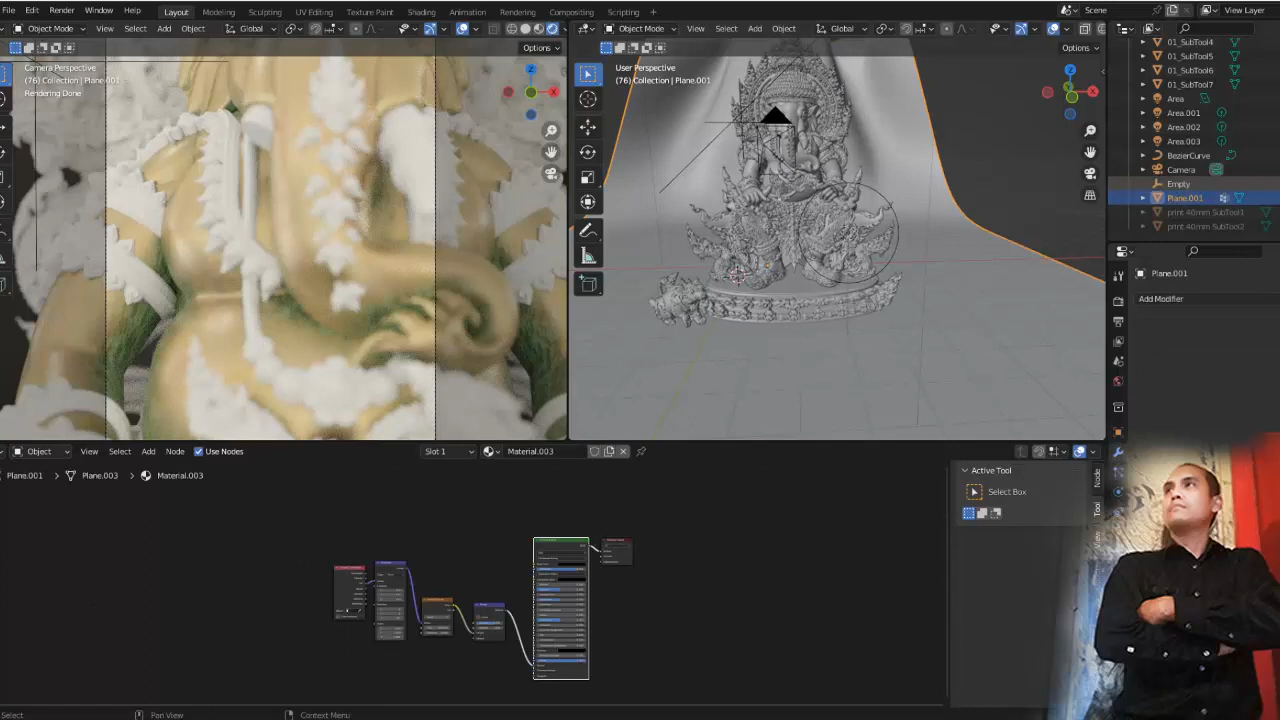 File Edit Render Window Help Layout Modeling Sculpting UV Editing Texture Paint Shading Animation Rendering Compositing Scripting Scene View Layer
Object Mode View Select Add Object Global
Object Mode View Select Add Object Global
Options
Options
Camera Perspective
(76) Collection | Plane.001
Rendering Done
User Perspective
(76) Collection | Plane.001
01_SubTool4
01_SubTool5
01_SubTool6
01_SubTool7
Area
Area.001
Area.002
Area.003
BezierCurve
Camera
Empty
Plane.001
print 40mm SubTool1
print 40mm SubTool2
Plane.001
Add Modifier
Object View Select Add Node Use Nodes Slot 1 Material.003
Plane.001 > Plane.003 > Material.003
Active Tool
Select Box
Node
Tool
View
Select Pan View Context Menu